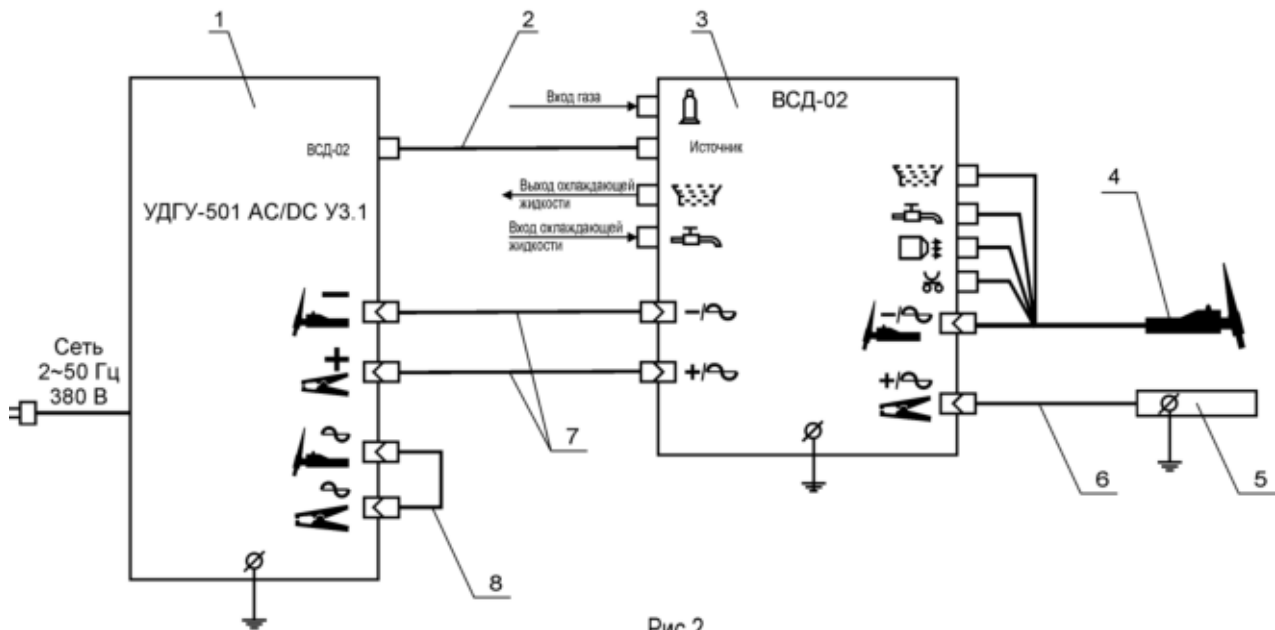 1
2
3
ВСД-02
Вход газа
ВСД-02
Источник
Выход охлаждающей
жидкости
4
УДГУ-501 AC/DC У3.1
Вход охлаждающей
жидкости
−
−/
−/
Сеть
2~50 Гц
380 В
+
+/
+/
7
6
5
8
Рис.2